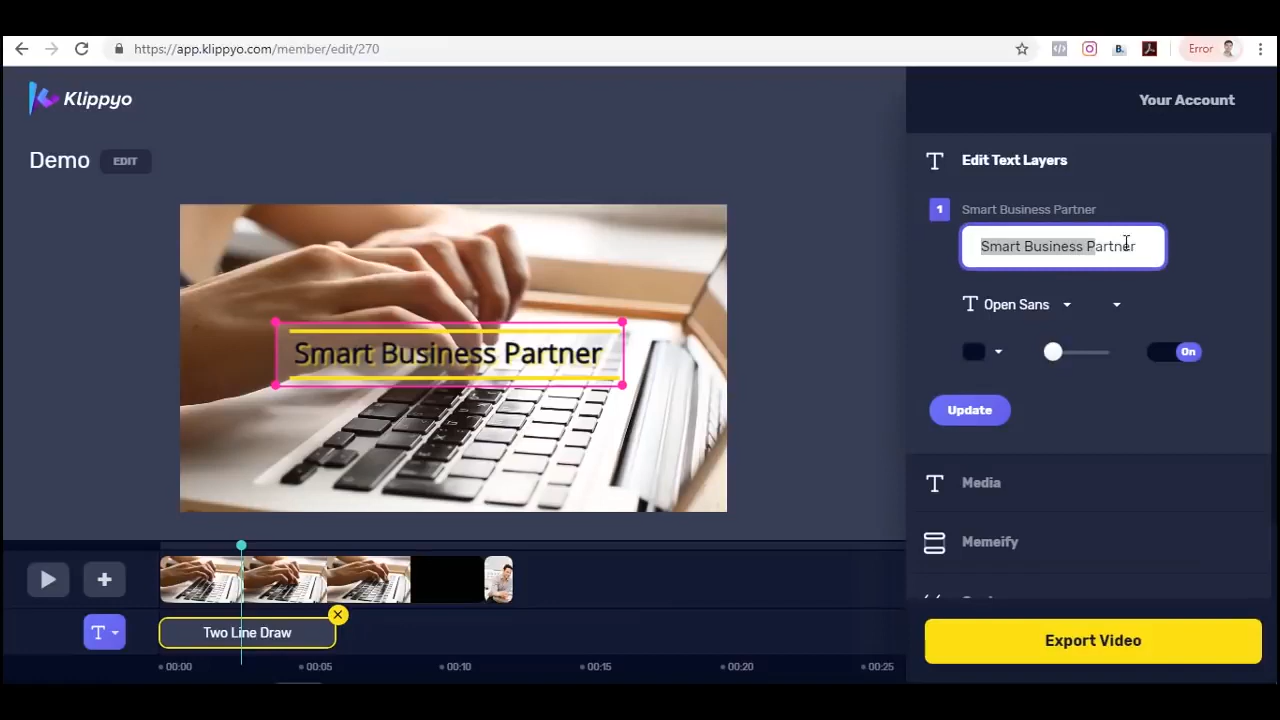 https://app.klippyo.com/member/edit/270
Error
Klippyo
Your Account
Demo
EDIT
Edit Text Layers
1
Smart Business Partner
Smart Business Partner
Open Sans
On
Update
Smart Business Partner
Media
Memeify
Two Line Draw
Export Video
00:00
00:05
00:10
00:15
00:20
00:25